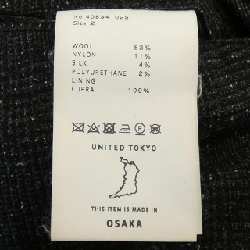 Size 2
WOOL 83%
NYLON 11%
SILK 4%
POLYURETHANE 2%
LINING
CUPRA 100%
UNITED TOKYO
THIS ITEM IS MADE IN
OSAKA